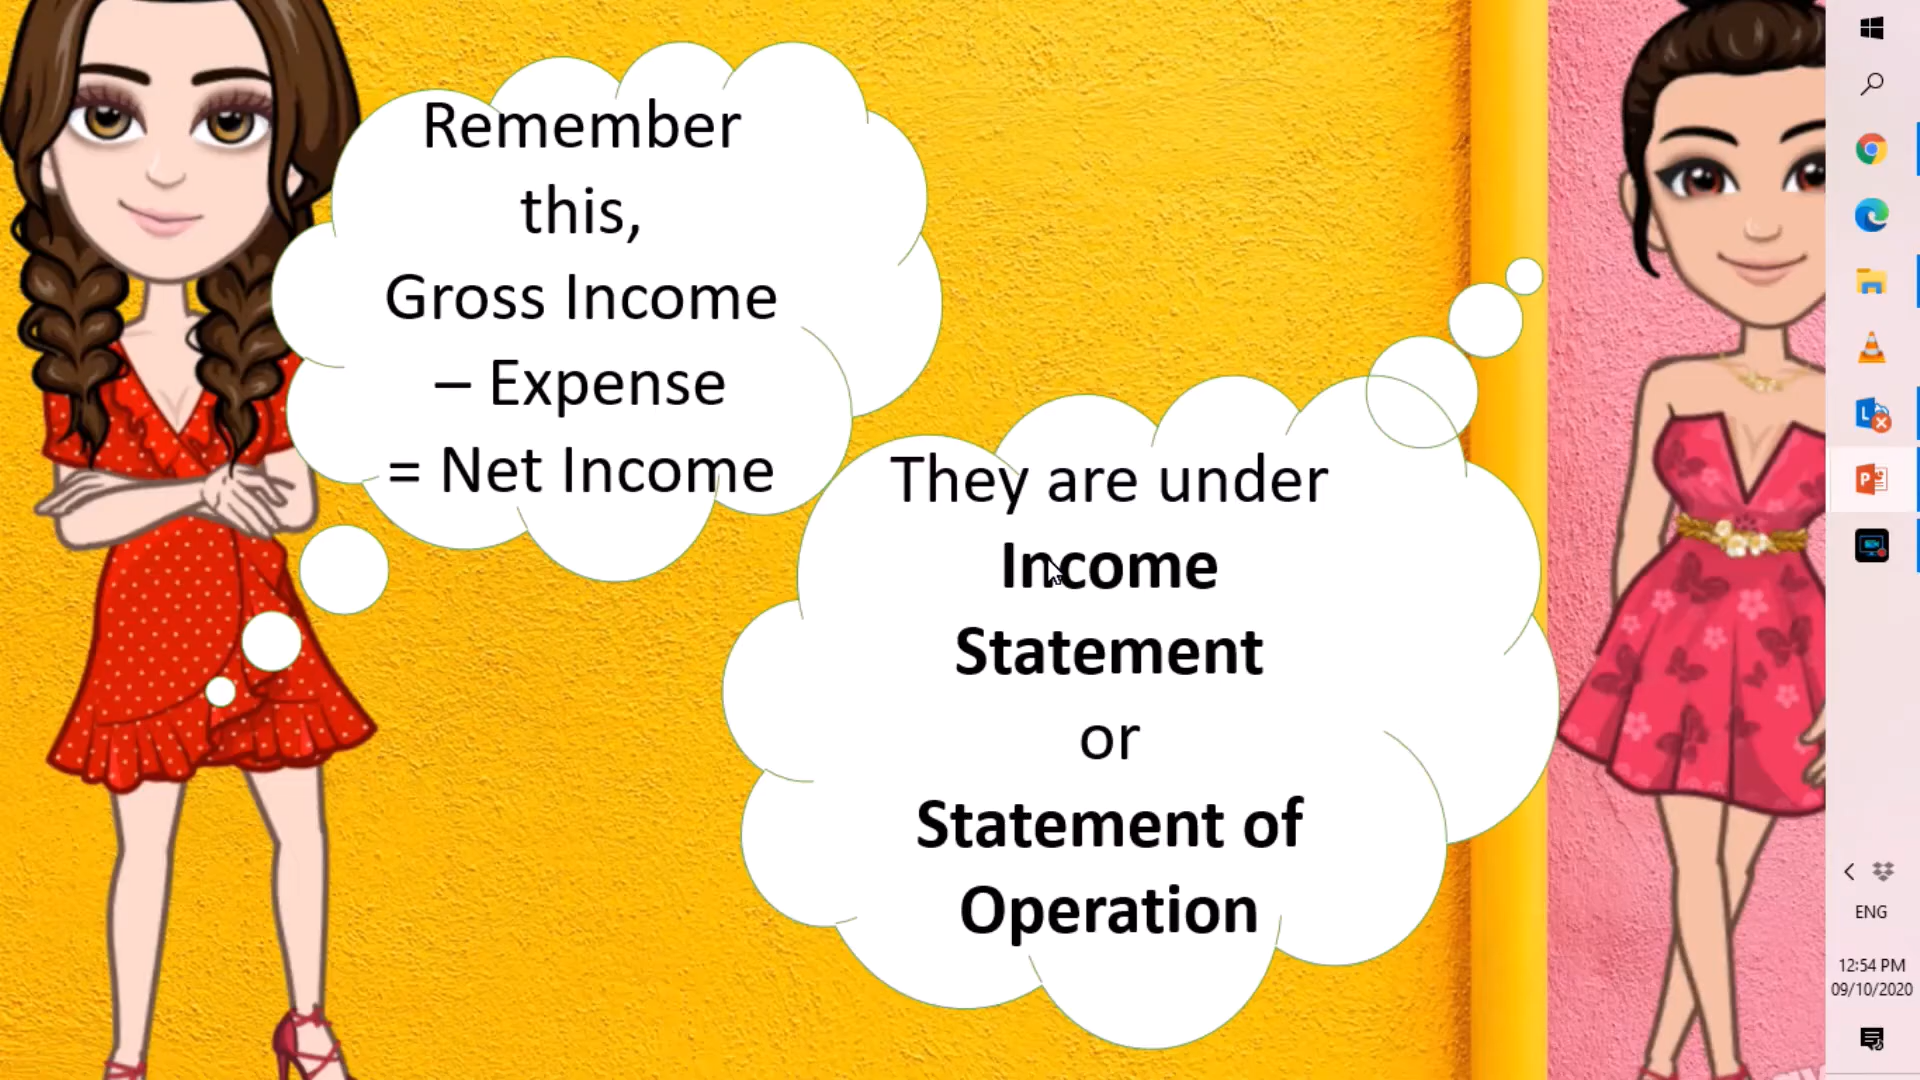 Remember
this,
Gross Income
– Expense
= Net Income
They are under
Income
Statement
or
Statement of
Operation
ENG
12:54 PM
09/10/2020